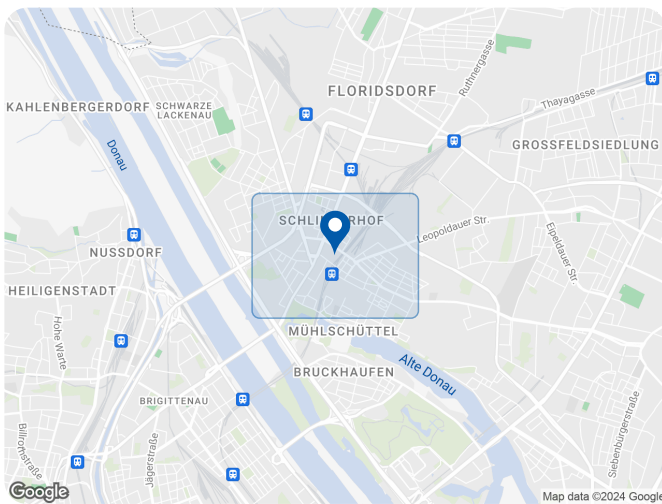 FLORIDSDORF
Ruthnergasse
Thayagasse
KAHLENBERGERDORF
SCHWARZE
LACKENAU
GROSSFELDSIEDLUNG
Donau
Leopoldauer Str.
Eipeldauer Str.
NUSSDORF
HEILIGENSTADT
Hohe Warte
MÜHLSCHÜTTEL
Alte Donau
BRUCKHAUFEN
BRIGITTENAU
Jägerstraße
Billrothstraße
Siebenbürgerstraße
Google
Map data ©2024 Google